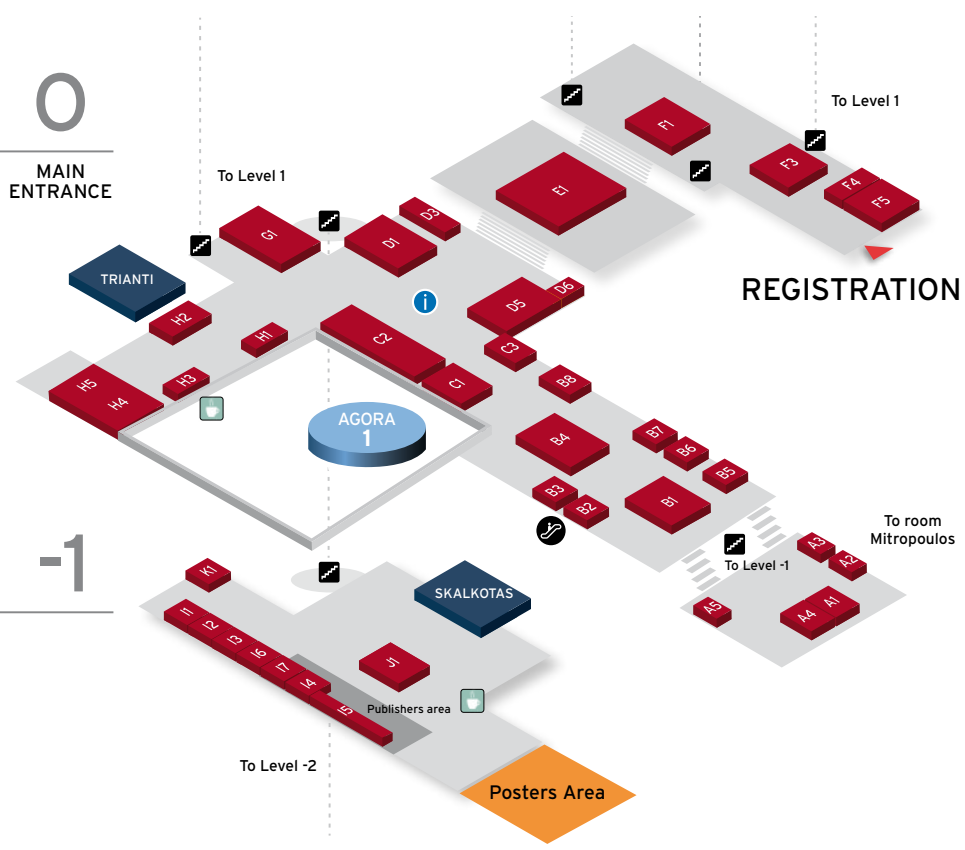 0
MAIN
ENTRANCE
To Level 1
To Level 1
F1
F3
F4
F5
E1
REGISTRATION
D3
G1
D1
TRIANTI
i
D6
D5
H2
H1
C2
C3
H3
H5
H4
C1
B8
AGORA
1
B4
B7
B6
B5
B3
B2
B1
To room
Mitropoulos
A3
A2
To Level -1
A5
A4
A1
-1
K1
SKALKOTAS
I1
I2
I3
I6
I7
I4
I5
J1
Publishers area
To Level -2
Posters Area